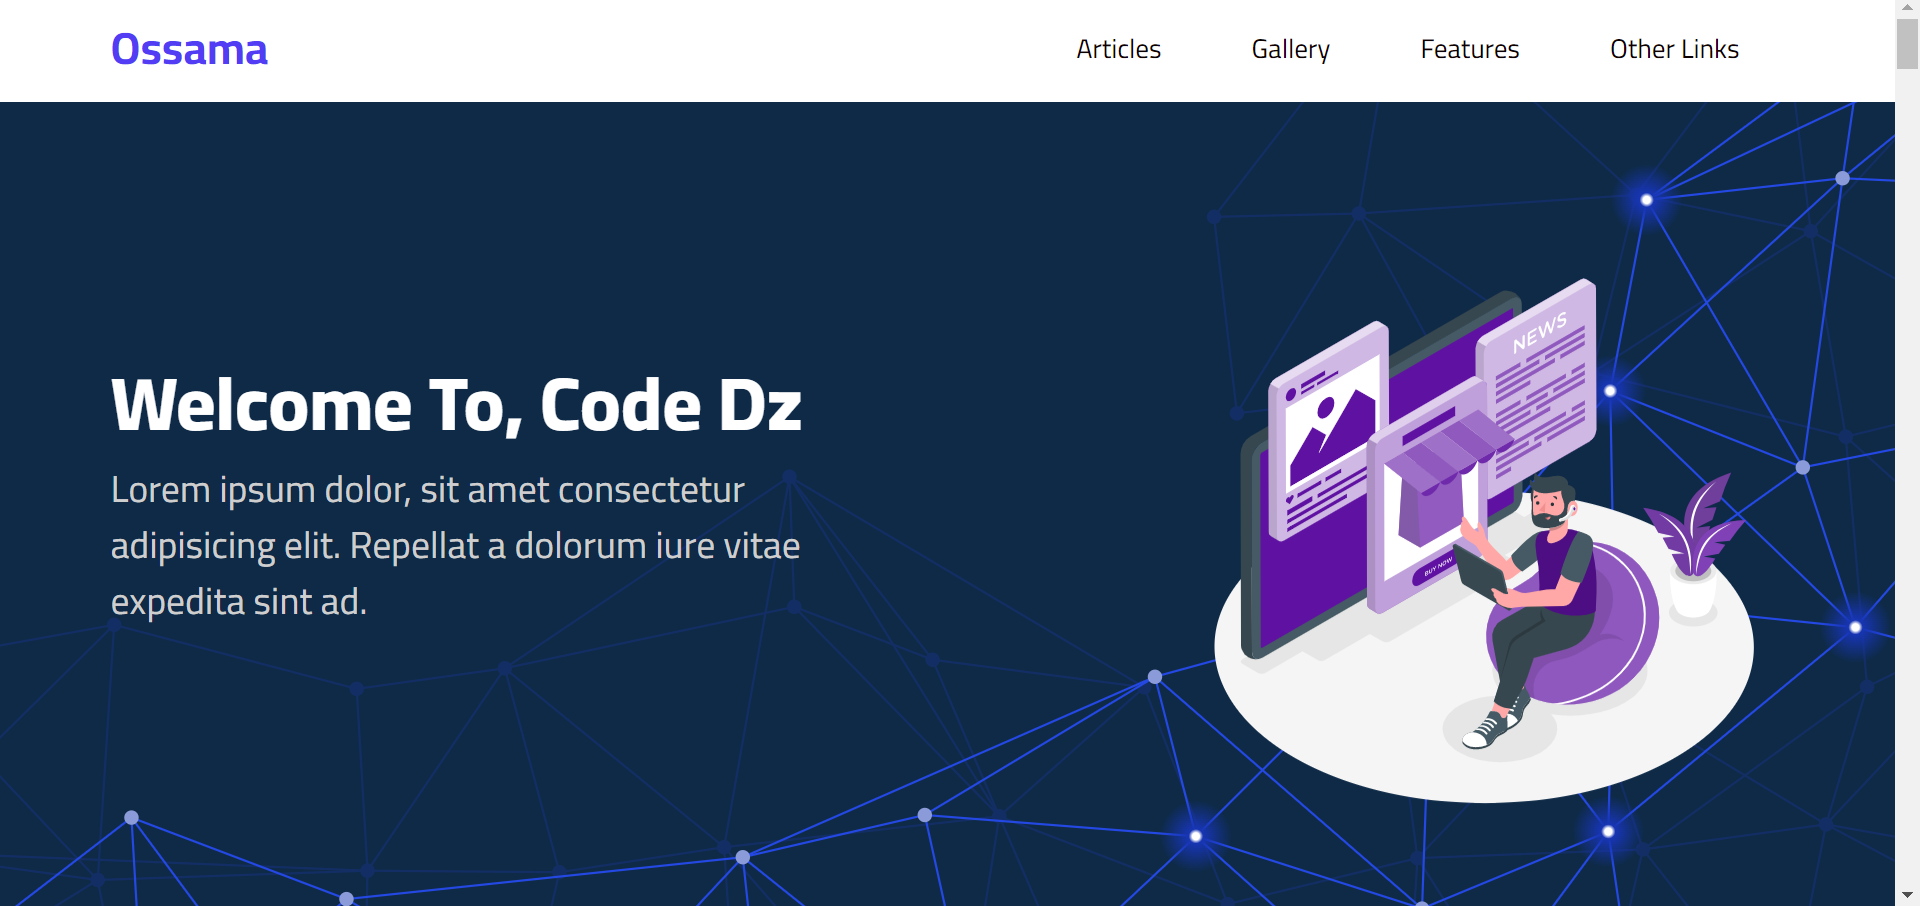 Ossama
Articles
Gallery
Features
Other Links
Welcome To, Code Dz
Lorem ipsum dolor, sit amet consectetur
adipisicing elit. Repellat a dolorum iure vitae
expedita sint ad.
NEWS
BUY NOW